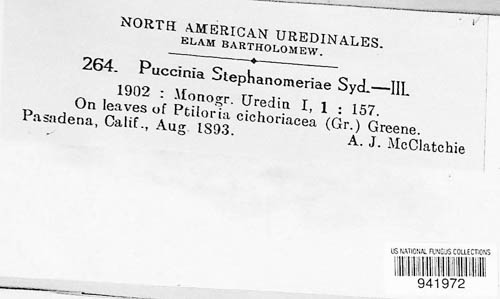 NORTH AMERICAN UREDINALES.
ELAM BARTHOLOMEW.
264. Puccinia Stephanomeriae Syd.—III.
1902 : Monogr. Uredin I, 1 : 157.
On leaves of Ptiloria cichoriacea (Gr.) Greene.
Pasadena, Calif., Aug. 1893.
A. J. McClatchie
US NATIONAL FUNGUS COLLECTIONS
941972